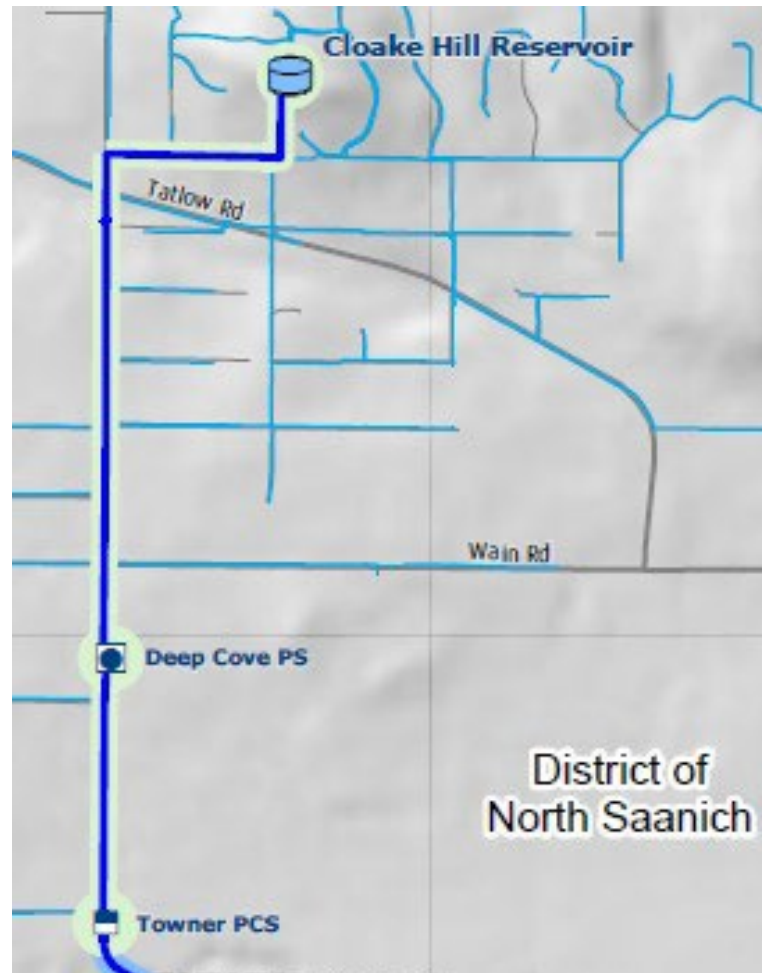 Cloake Hill Reservoir
Tatlow Rd
Wain Rd
Deep Cove PS
District of
North Saanich
Towner PCS